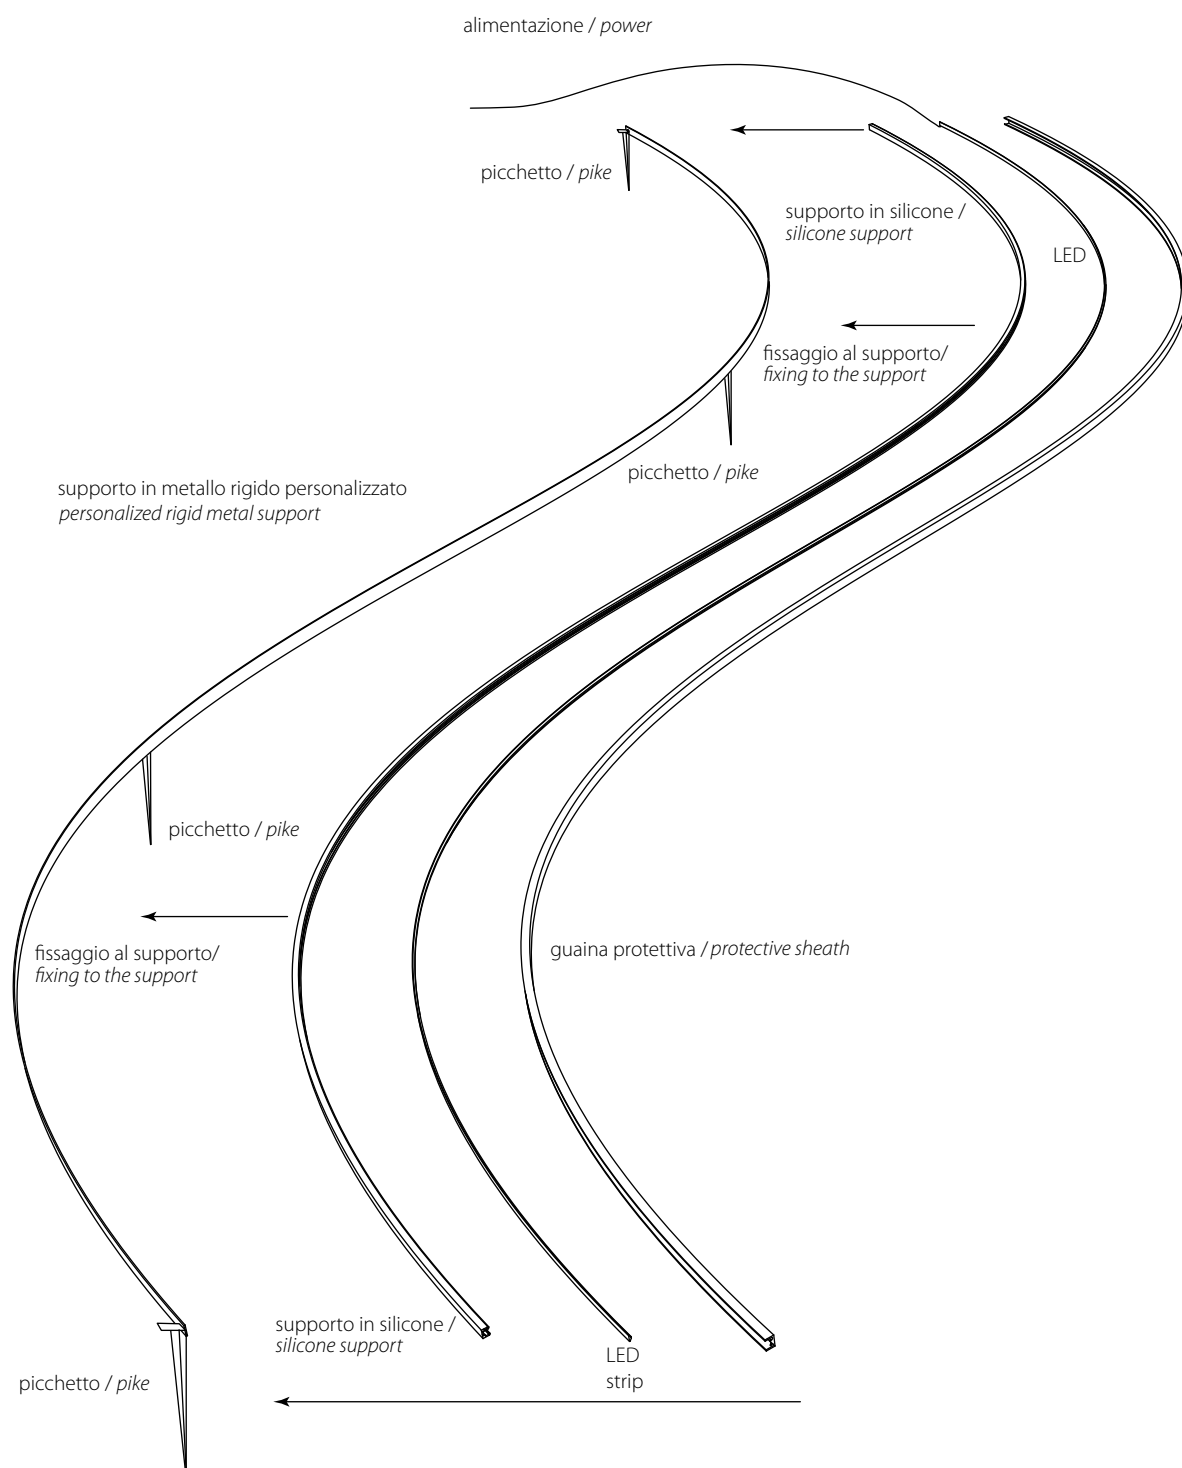 alimentazione / power
picchetto / pike
supporto in silicone /
silicone support
LED
fissaggio al supporto/
fixing to the support
picchetto / pike
supporto in metallo rigido personalizzato
personalized rigid metal support
picchetto / pike
fissaggio al supporto/
fixing to the support
guaina protettiva / protective sheath
supporto in silicone /
silicone support
LED
strip
picchetto / pike